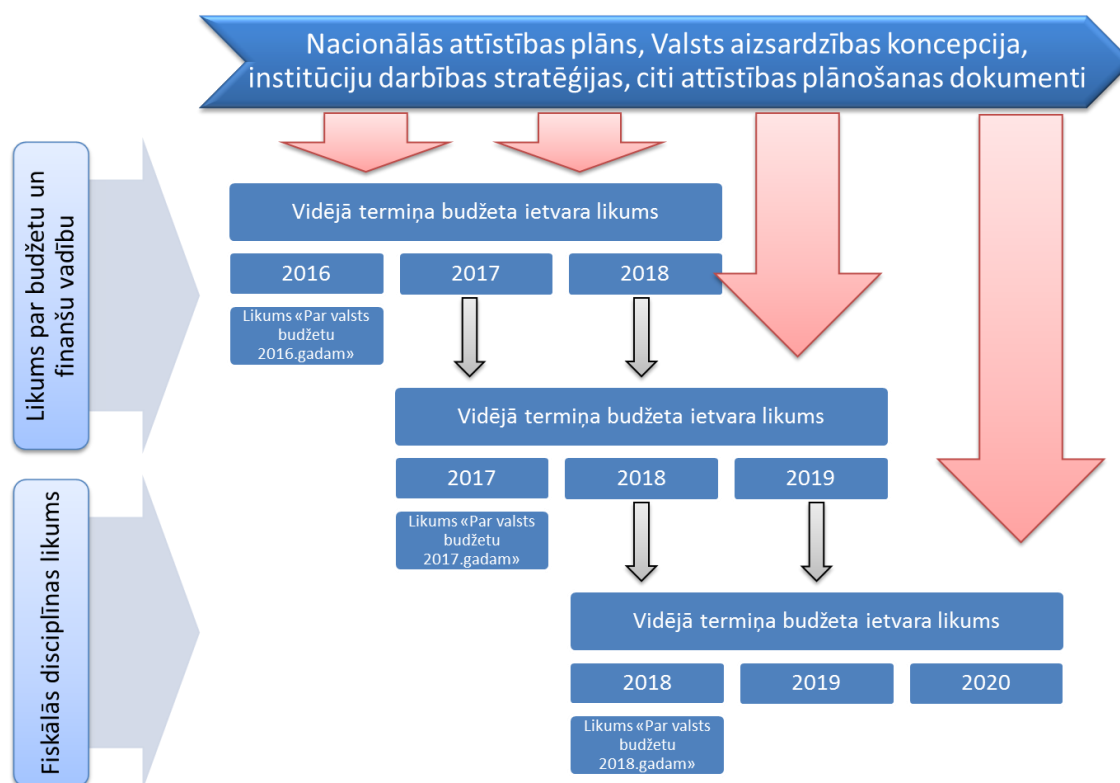 Nacionālās attīstības plāns, Valsts aizsardzības koncepcija,
institūciju darbības stratēģijas, citi attīstības plānošanas dokumenti
Likums par budžetu un
finanšu vadību
Vidējā termiņa budžeta ietvara likums
2016
2017
2018
Likums «Par valsts
budžetu
2016.gadam»
Vidējā termiņa budžeta ietvara likums
2017
2018
2019
Likums «Par valsts
budžetu
2017.gadam»
Fiskālās disciplīnas likums
Vidējā termiņa budžeta ietvara likums
2018
2019
2020
Likums «Par valsts
budžetu
2018.gadam»